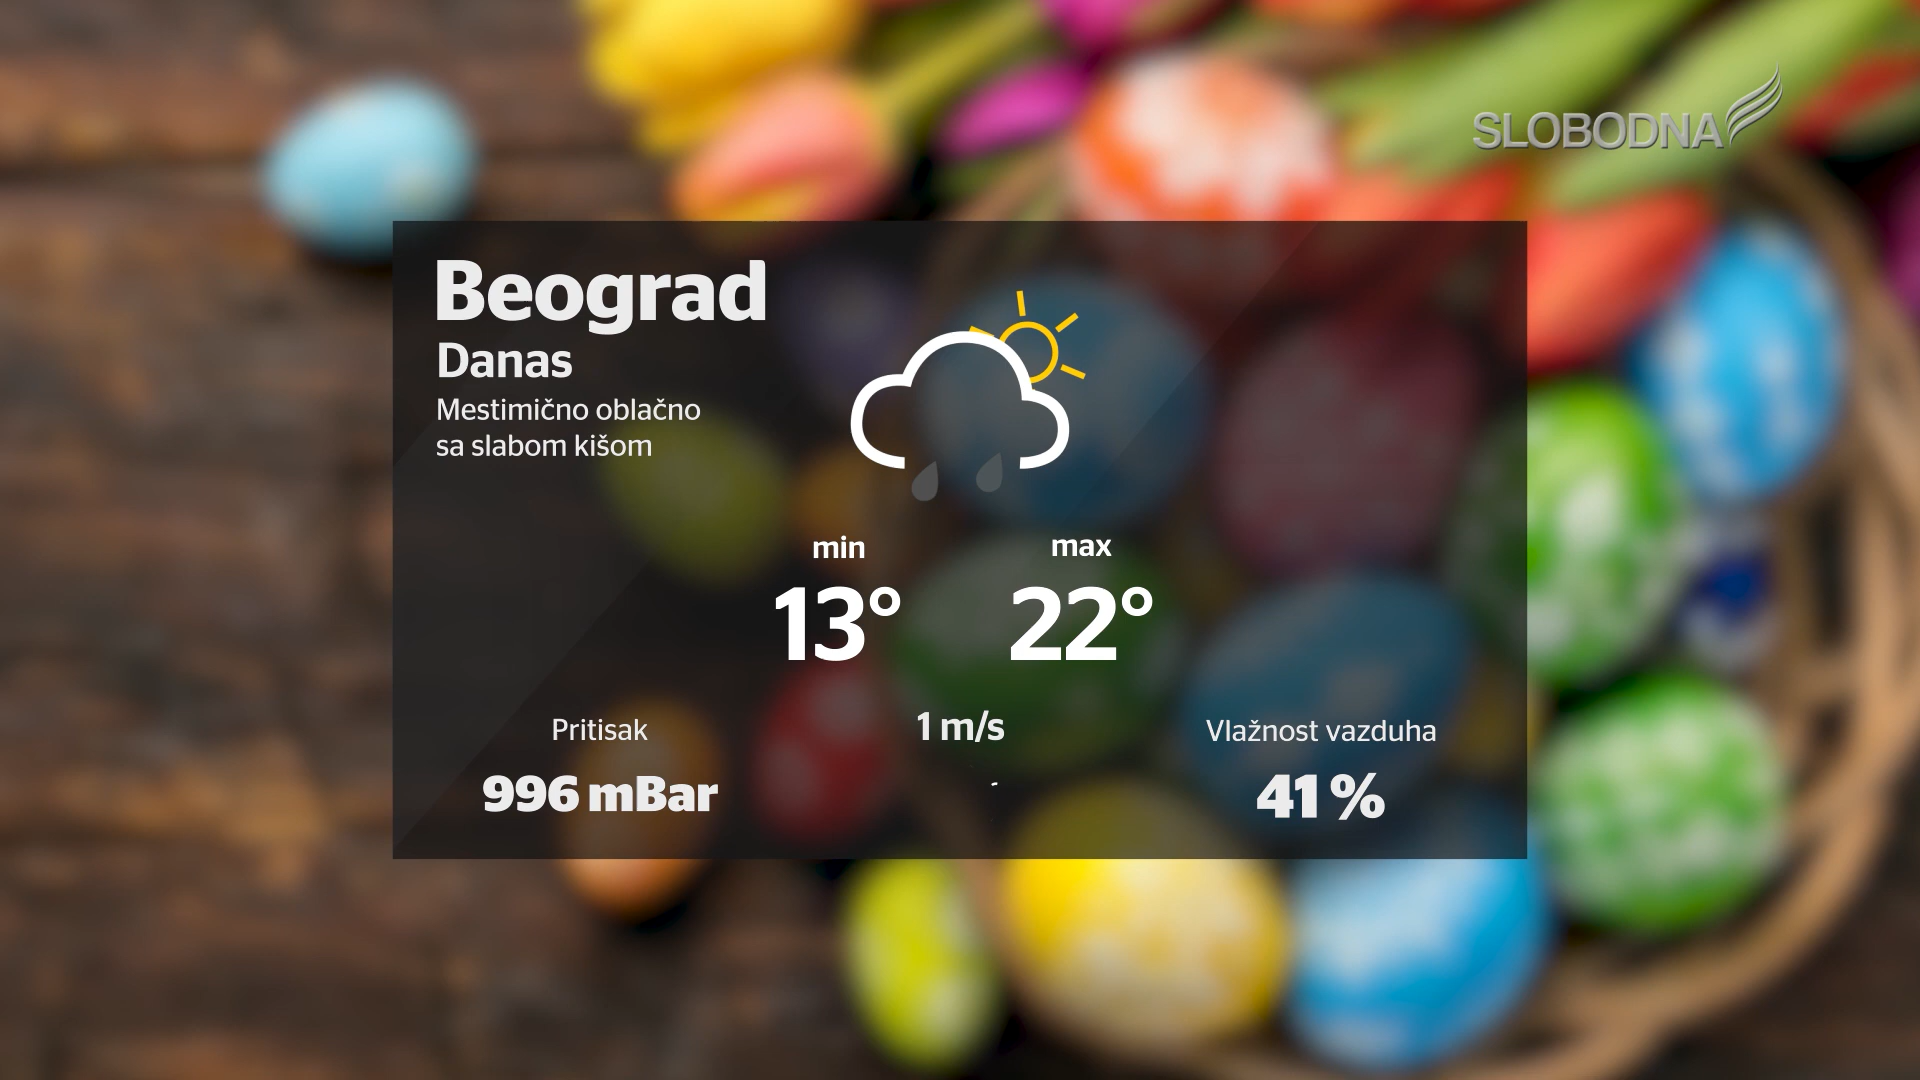 SLOBODNA
Beograd
Danas
Mestimično oblačno
sa slabom kišom
min
max
13°
22°
Pritisak
1 m/s
Vlažnost vazduha
996 mBar
41 %